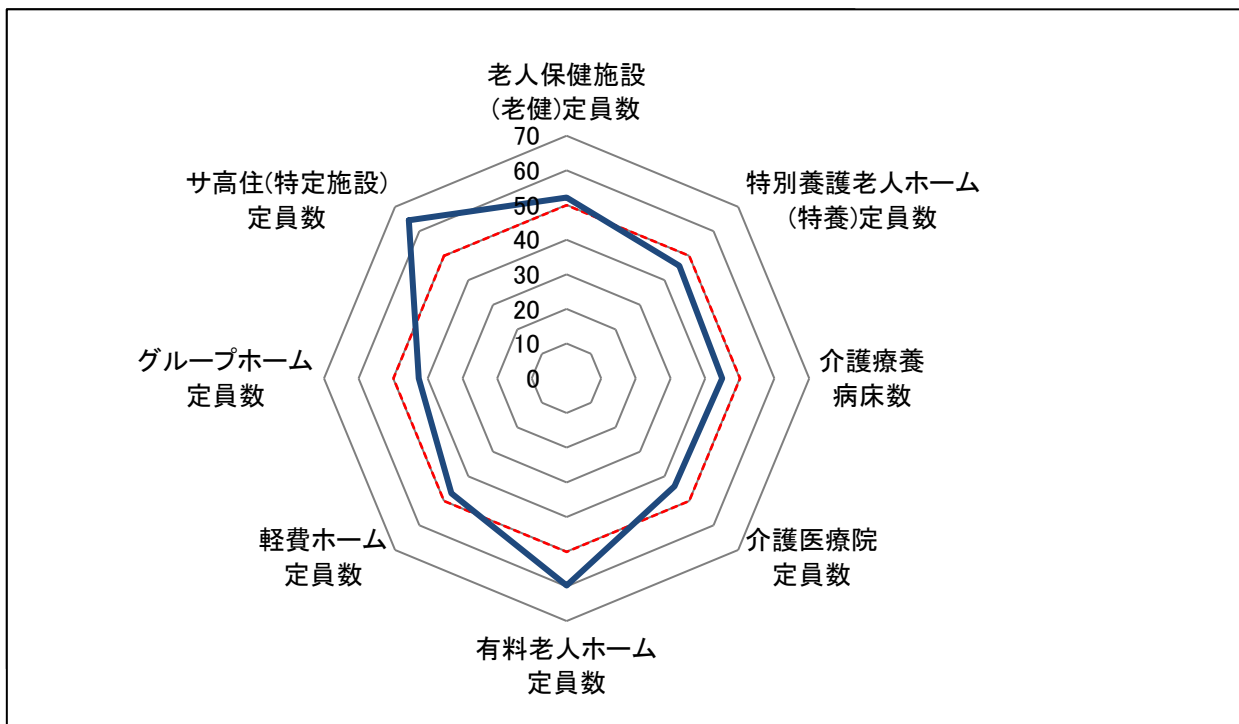 老人保健施設
(老健)定員数
特別養護老人ホーム
(特養)定員数
介護療養
病床数
介護医療院
定員数
有料老人ホーム
定員数
軽費ホーム
定員数
グループホーム
定員数
サ高住(特定施設)
定員数
70
60
50
40
30
20
10
0